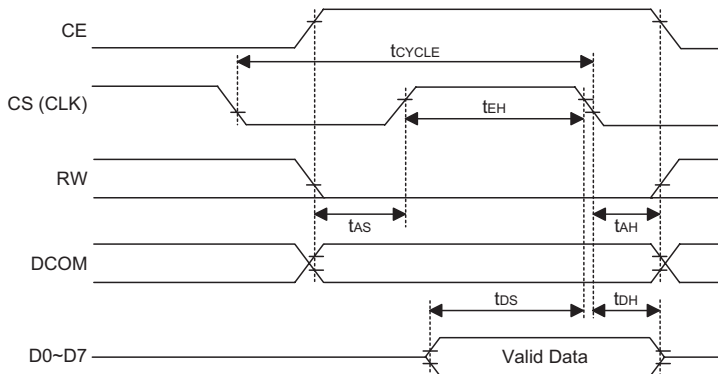 CE
tCYCLE
CS (CLK)
tEH
RW
tAS
tAH
DCOM
tDS
tDH
D0~D7
Valid Data